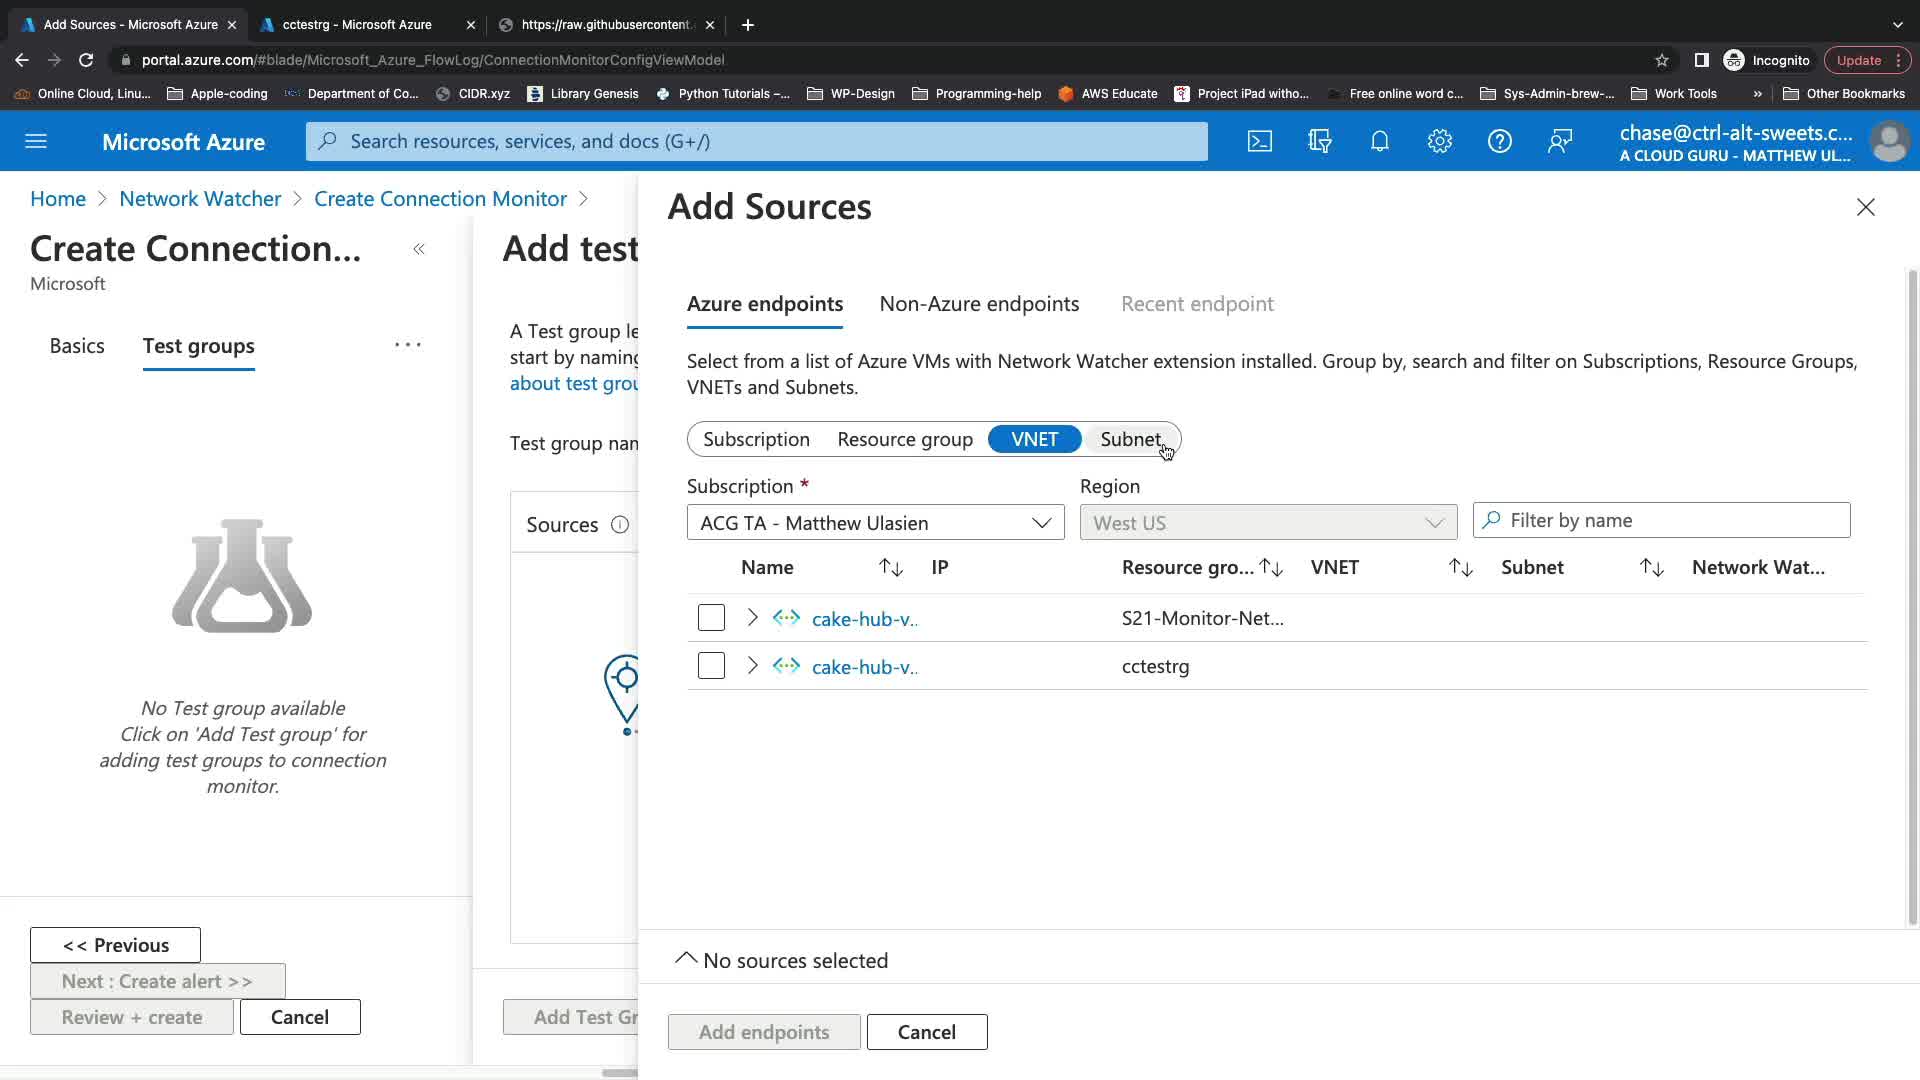 Add Sources - Microsoft Azure
cctestrg - Microsoft Azure
https://raw.githubusercontent.
portal.azure.com/#blade/Microsoft_Azure_FlowLog/ConnectionMonitorConfigViewModel
Incognito
Update
Online Cloud, Linu...
Apple-coding
Department of Co...
CIDR.xyz
Library Genesis
Python Tutorials –...
WP-Design
Programming-help
AWS Educate
Project iPad witho...
Free online word c...
Sys-Admin-brew-...
Work Tools
»
Other Bookmarks
Microsoft Azure
Search resources, services, and docs (G+/)
chase@ctrl-alt-sweets.c...
A CLOUD GURU - MATTHEW UL...
Home > Network Watcher > Create Connection Monitor >
Create Connection...
«
Microsoft
Basics
Test groups
...
No Test group available
Click on 'Add Test group' for
adding test groups to connection
monitor.
<< Previous
Next : Create alert >>
Review + create
Cancel
Add test
A Test group le
start by naming
about test grou
Test group nam
Sources
Add Test Gr
Add Sources
Azure endpoints
Non-Azure endpoints
Recent endpoint
Select from a list of Azure VMs with Network Watcher extension installed. Group by, search and filter on Subscriptions, Resource Groups,
VNETs and Subnets.
Subscription
Resource group
VNET
Subnet
Subscription *
Region
ACG TA - Matthew Ulasien
West US
Filter by name
Name
IP
Resource gro...
VNET
Subnet
Network Wat...
cake-hub-v..
S21-Monitor-Net...
cake-hub-v..
cctestrg
No sources selected
Add endpoints
Cancel